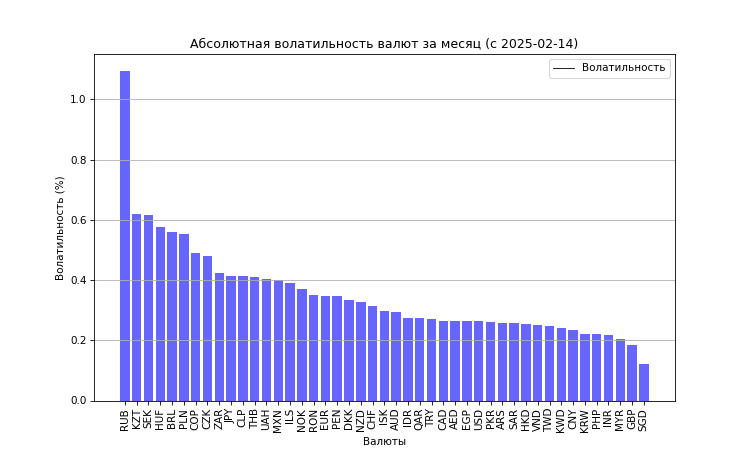 Абсолютная волатильность валют за месяц (с 2025-02-14)
Волатильность
Волатильность (%)
1.0
0.8
0.6
0.4
0.2
0.0
RUB
KZT
SEK
HUF
BRL
PLN
COP
CZK
ZAR
JPY
CLP
THB
UAH
MXN
ILS
NOK
RON
EUR
PEN
DKK
NZD
CHF
ISK
AUD
IDR
QAR
TRY
CAD
AED
EGP
USD
PKR
ARS
SAR
HKD
VND
TWD
KWD
CNY
KRW
PHP
INR
MYR
GBP
SGD
Валюты